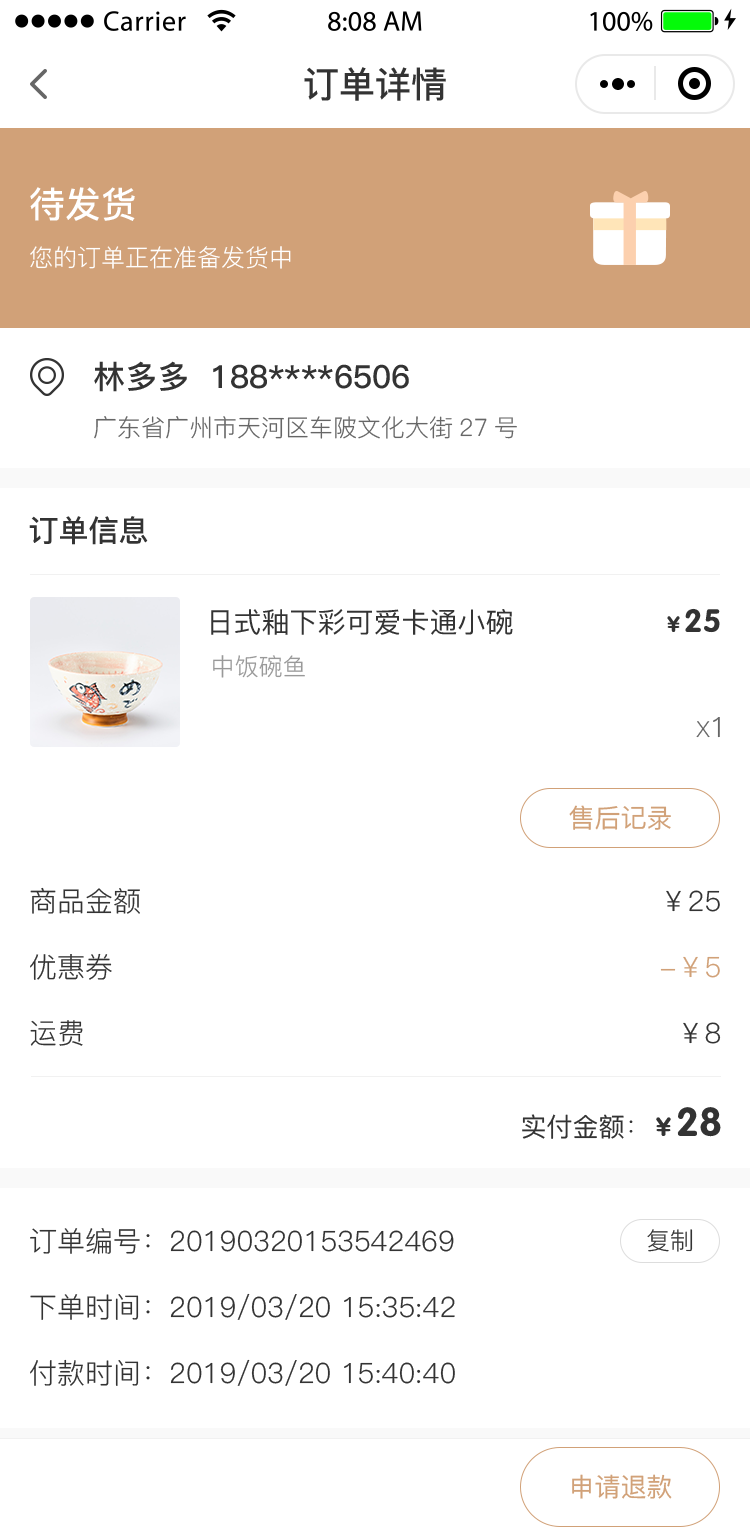 Carrier 8:08 AM 100%
订单详情
待发货
您的订单正在准备发货中
林多多 188****6506
广东省广州市天河区车陂文化大街 27 号
订单信息
日式釉下彩可爱卡通小碗 ¥25
中饭碗鱼
x1
售后记录
商品金额 ¥25
优惠券 –¥5
运费 ¥8
实付金额: ¥28
订单编号: 20190320153542469 复制
下单时间: 2019/03/20 15:35:42
付款时间: 2019/03/20 15:40:40
申请退款